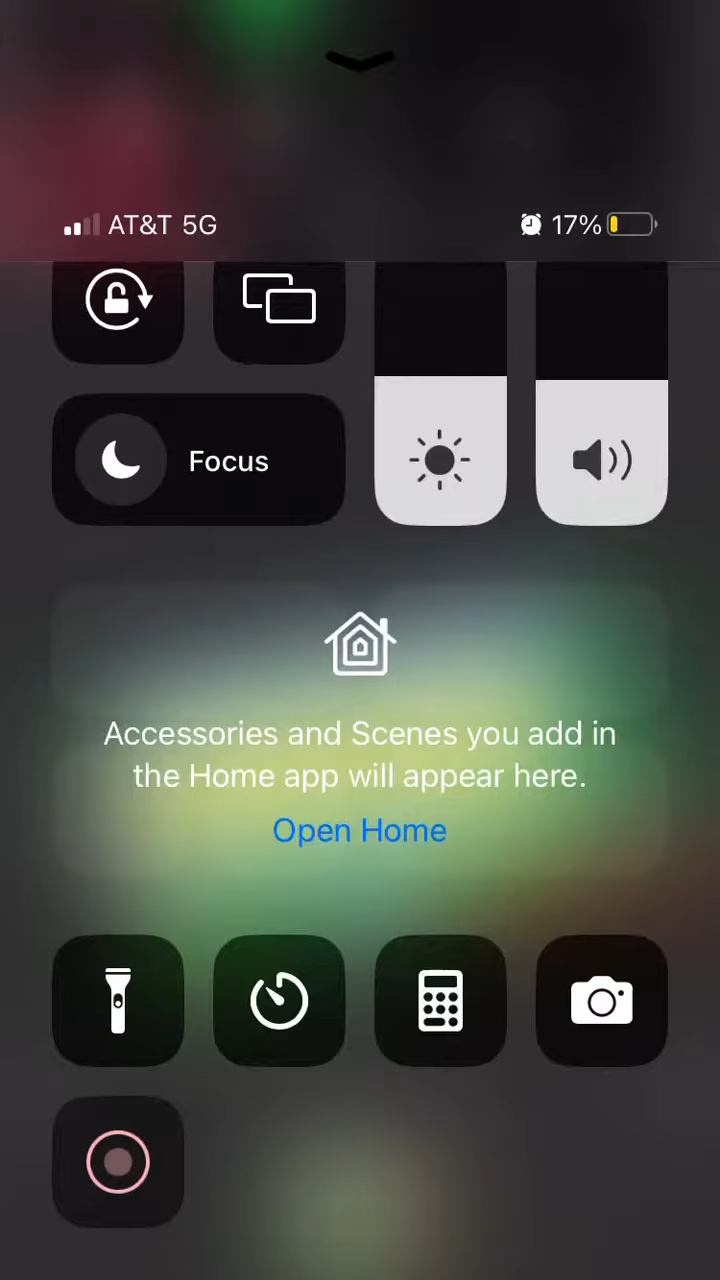 AT&T 5G 17%
Focus
Accessories and Scenes you add in
the Home app will appear here.
Open Home